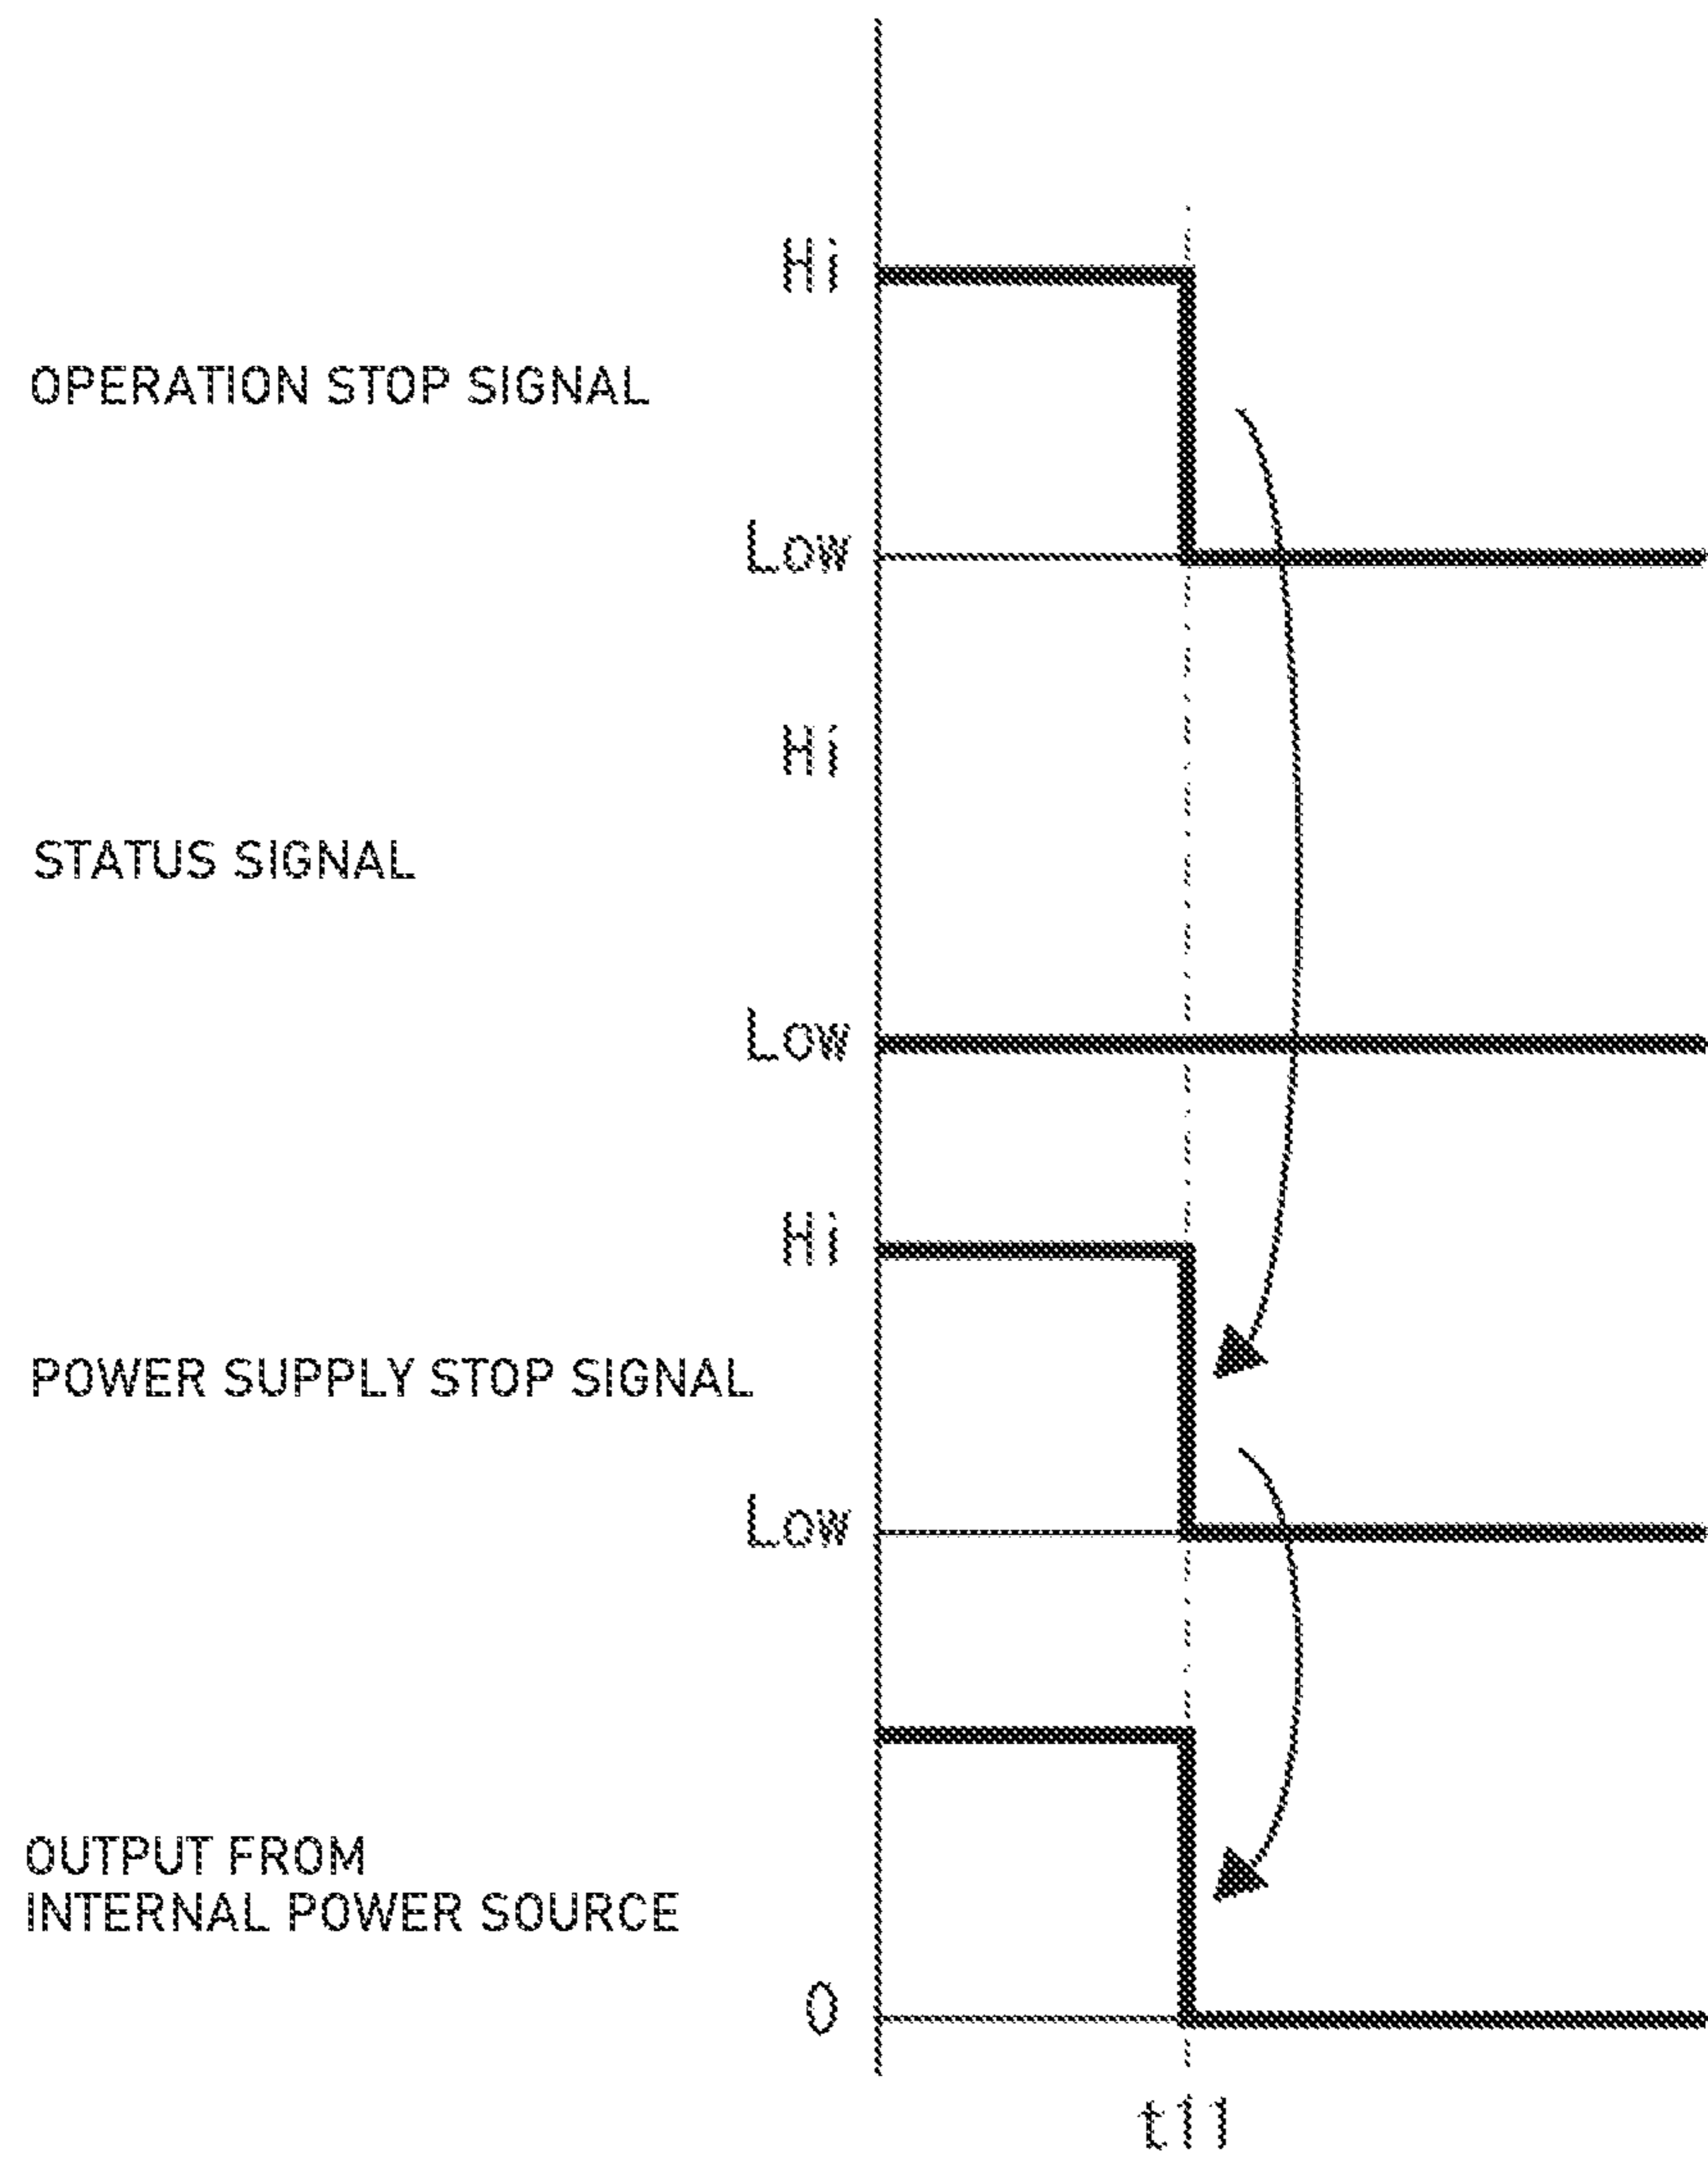 Hi
OPERATION STOP SIGNAL
Low
Hi
STATUS SIGNAL
Low
Hi
POWER SUPPLY STOP SIGNAL
Low
OUTPUT FROM
INTERNAL POWER SOURCE
0
t11